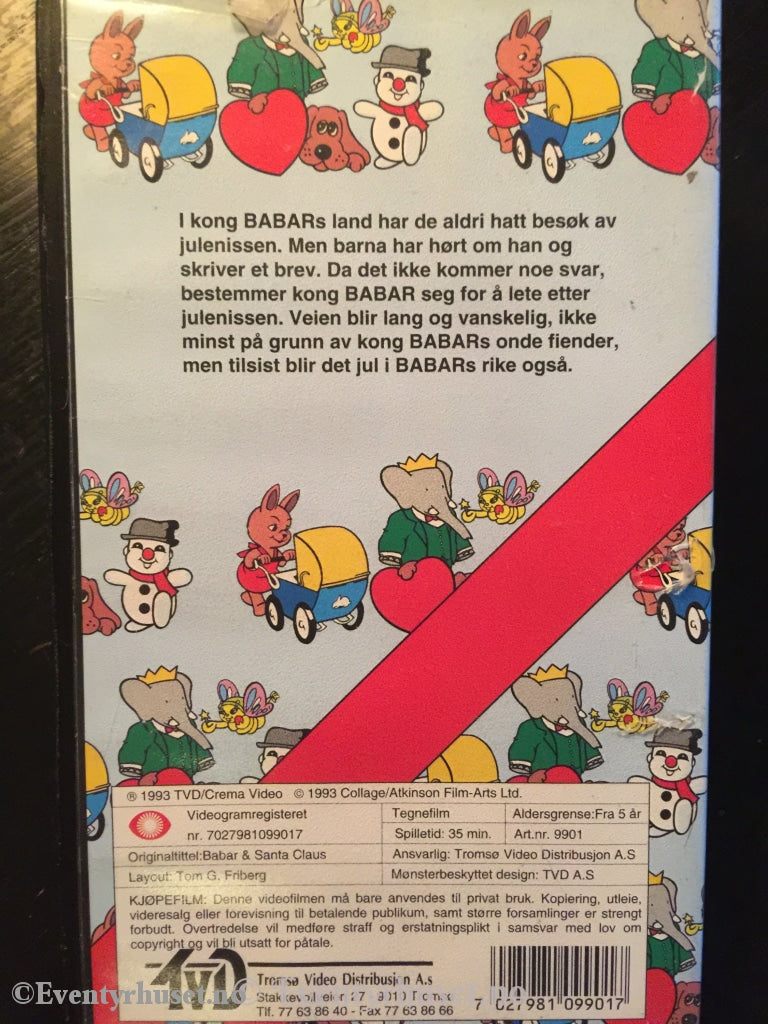 I kong BABARs land har de aldri hatt besøk av
julenissen. Men barna har hørt om han og
skriver et brev. Da det ikke kommer noe svar,
bestemmer kong BABAR seg for å lete etter
julenissen. Veien blir lang og vanskelig, ikke
minst på grunn av kong BABARs onde fiender,
men tilsist blir det jul i BABARs rike også.
® 1993 TVD/Crema Video © 1993 Collage/Atkinson Film-Arts Ltd.
Videogramregisteret
nr. 7027981099017
Tegnefilm
Aldersgrense:Fra 5 år
Spilletid: 35 min.
Art.nr. 9901
Originaltittel:Babar & Santa Claus
Ansvarlig: Tromsø Video Distribusjon A.S
Layout: Tom G. Friberg
Mønsterbeskyttet design: TVD A.S
KJØPEFILM: Denne videofilmen må bare anvendes til privat bruk. Kopiering, utleie,
videresalg eller forevisning til betalende publikum, samt større forsamlinger er strengt
forbudt. Overtredelse vil medføre straff og erstatningsplikt i samsvar med lov om
copyright og vil bli utsatt for påtale.
TVD
Tromsø Video Distribusjon A.s
Stakkevollveien 9010 Tromsø
Tlf. 77 63 86 40 - Fax 77 63 86 66
7 027981 099017
©Eventyrhuset.no